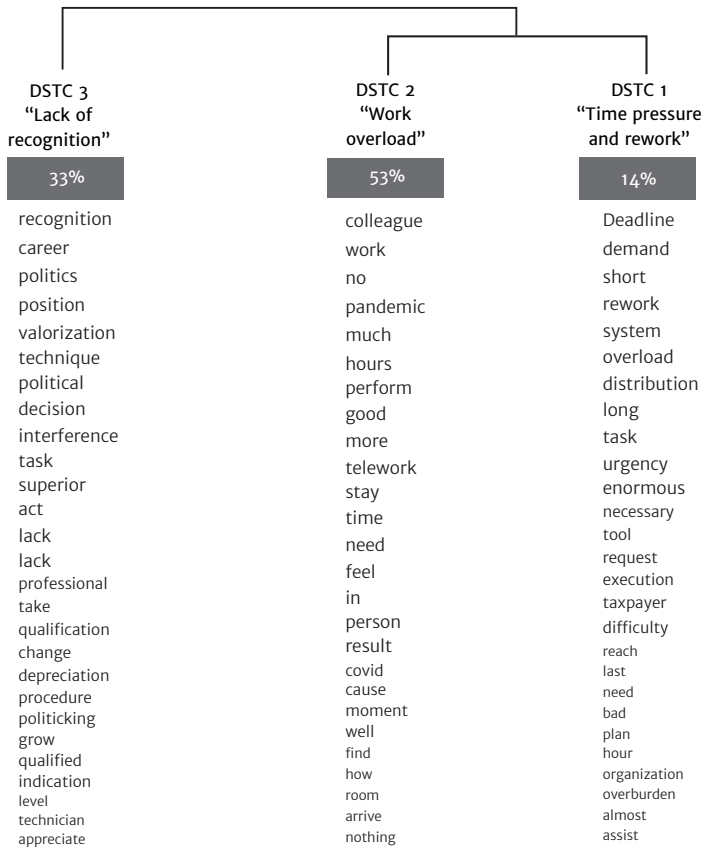 DSTC 3
“Lack of
recognition”
33%
recognition
career
politics
position
valorization
technique
political
decision
interference
task
superior
act
lack
lack
professional
take
qualification
change
depreciation
procedure
politicking
grow
qualified
indication
level
technician
appreciate
DSTC 2
“Work
overload”
53%
colleague
work
no
pandemic
much
hours
perform
good
more
telework
stay
time
need
feel
in
person
result
covid
cause
moment
well
find
how
room
arrive
nothing
DSTC 1
“Time pressure
and rework”
14%
Deadline
demand
short
rework
system
overload
distribution
long
task
urgency
enormous
necessary
tool
request
execution
taxpayer
difficulty
reach
last
need
bad
plan
hour
organization
overburden
almost
assist